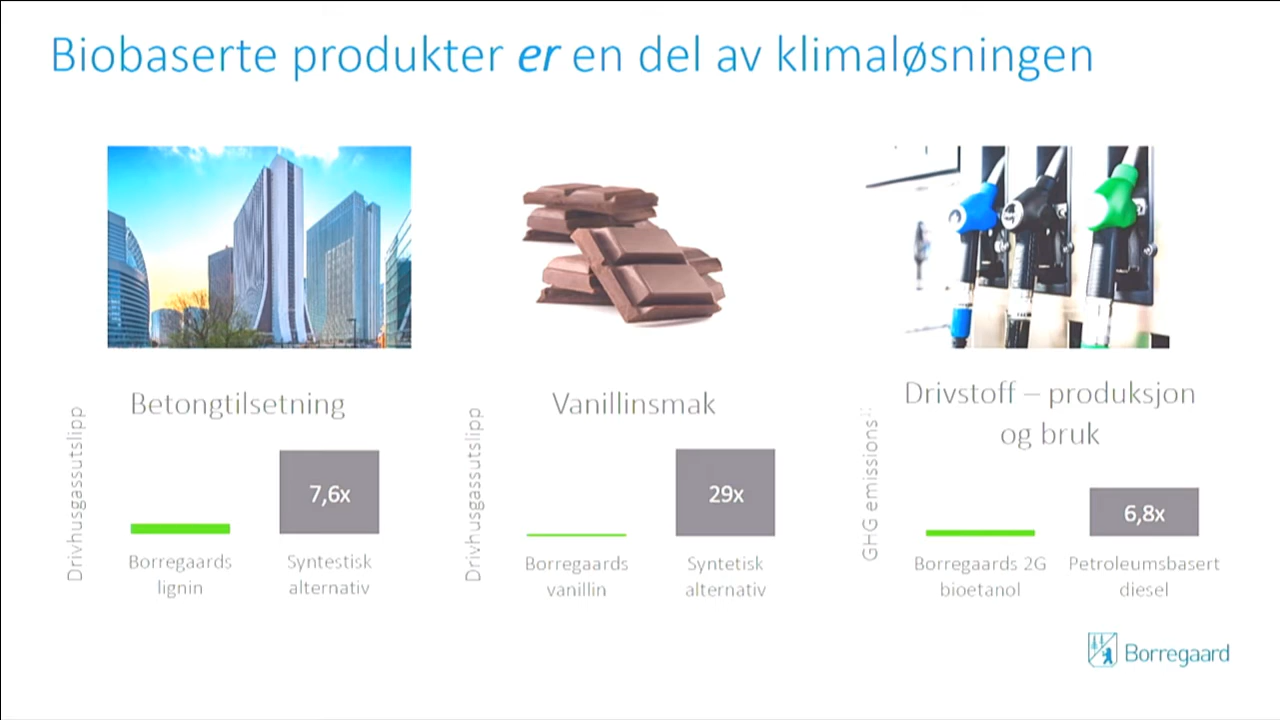 Biobaserte produkter er en del av klimaløsningen
Betongtilsetning
Drivhusgassutslipp
7,6x
Borregaards
lignin
Syntestisk
alternativ
Vanillinsmak
Drivhusgassutslipp
29x
Borregaards
vanillin
Syntetisk
alternativ
Drivstoff – produksjon
og bruk
GHG emissions
6,8x
Borregaards 2G
bioetanol
Petroleumsbasert
diesel
Borregaard